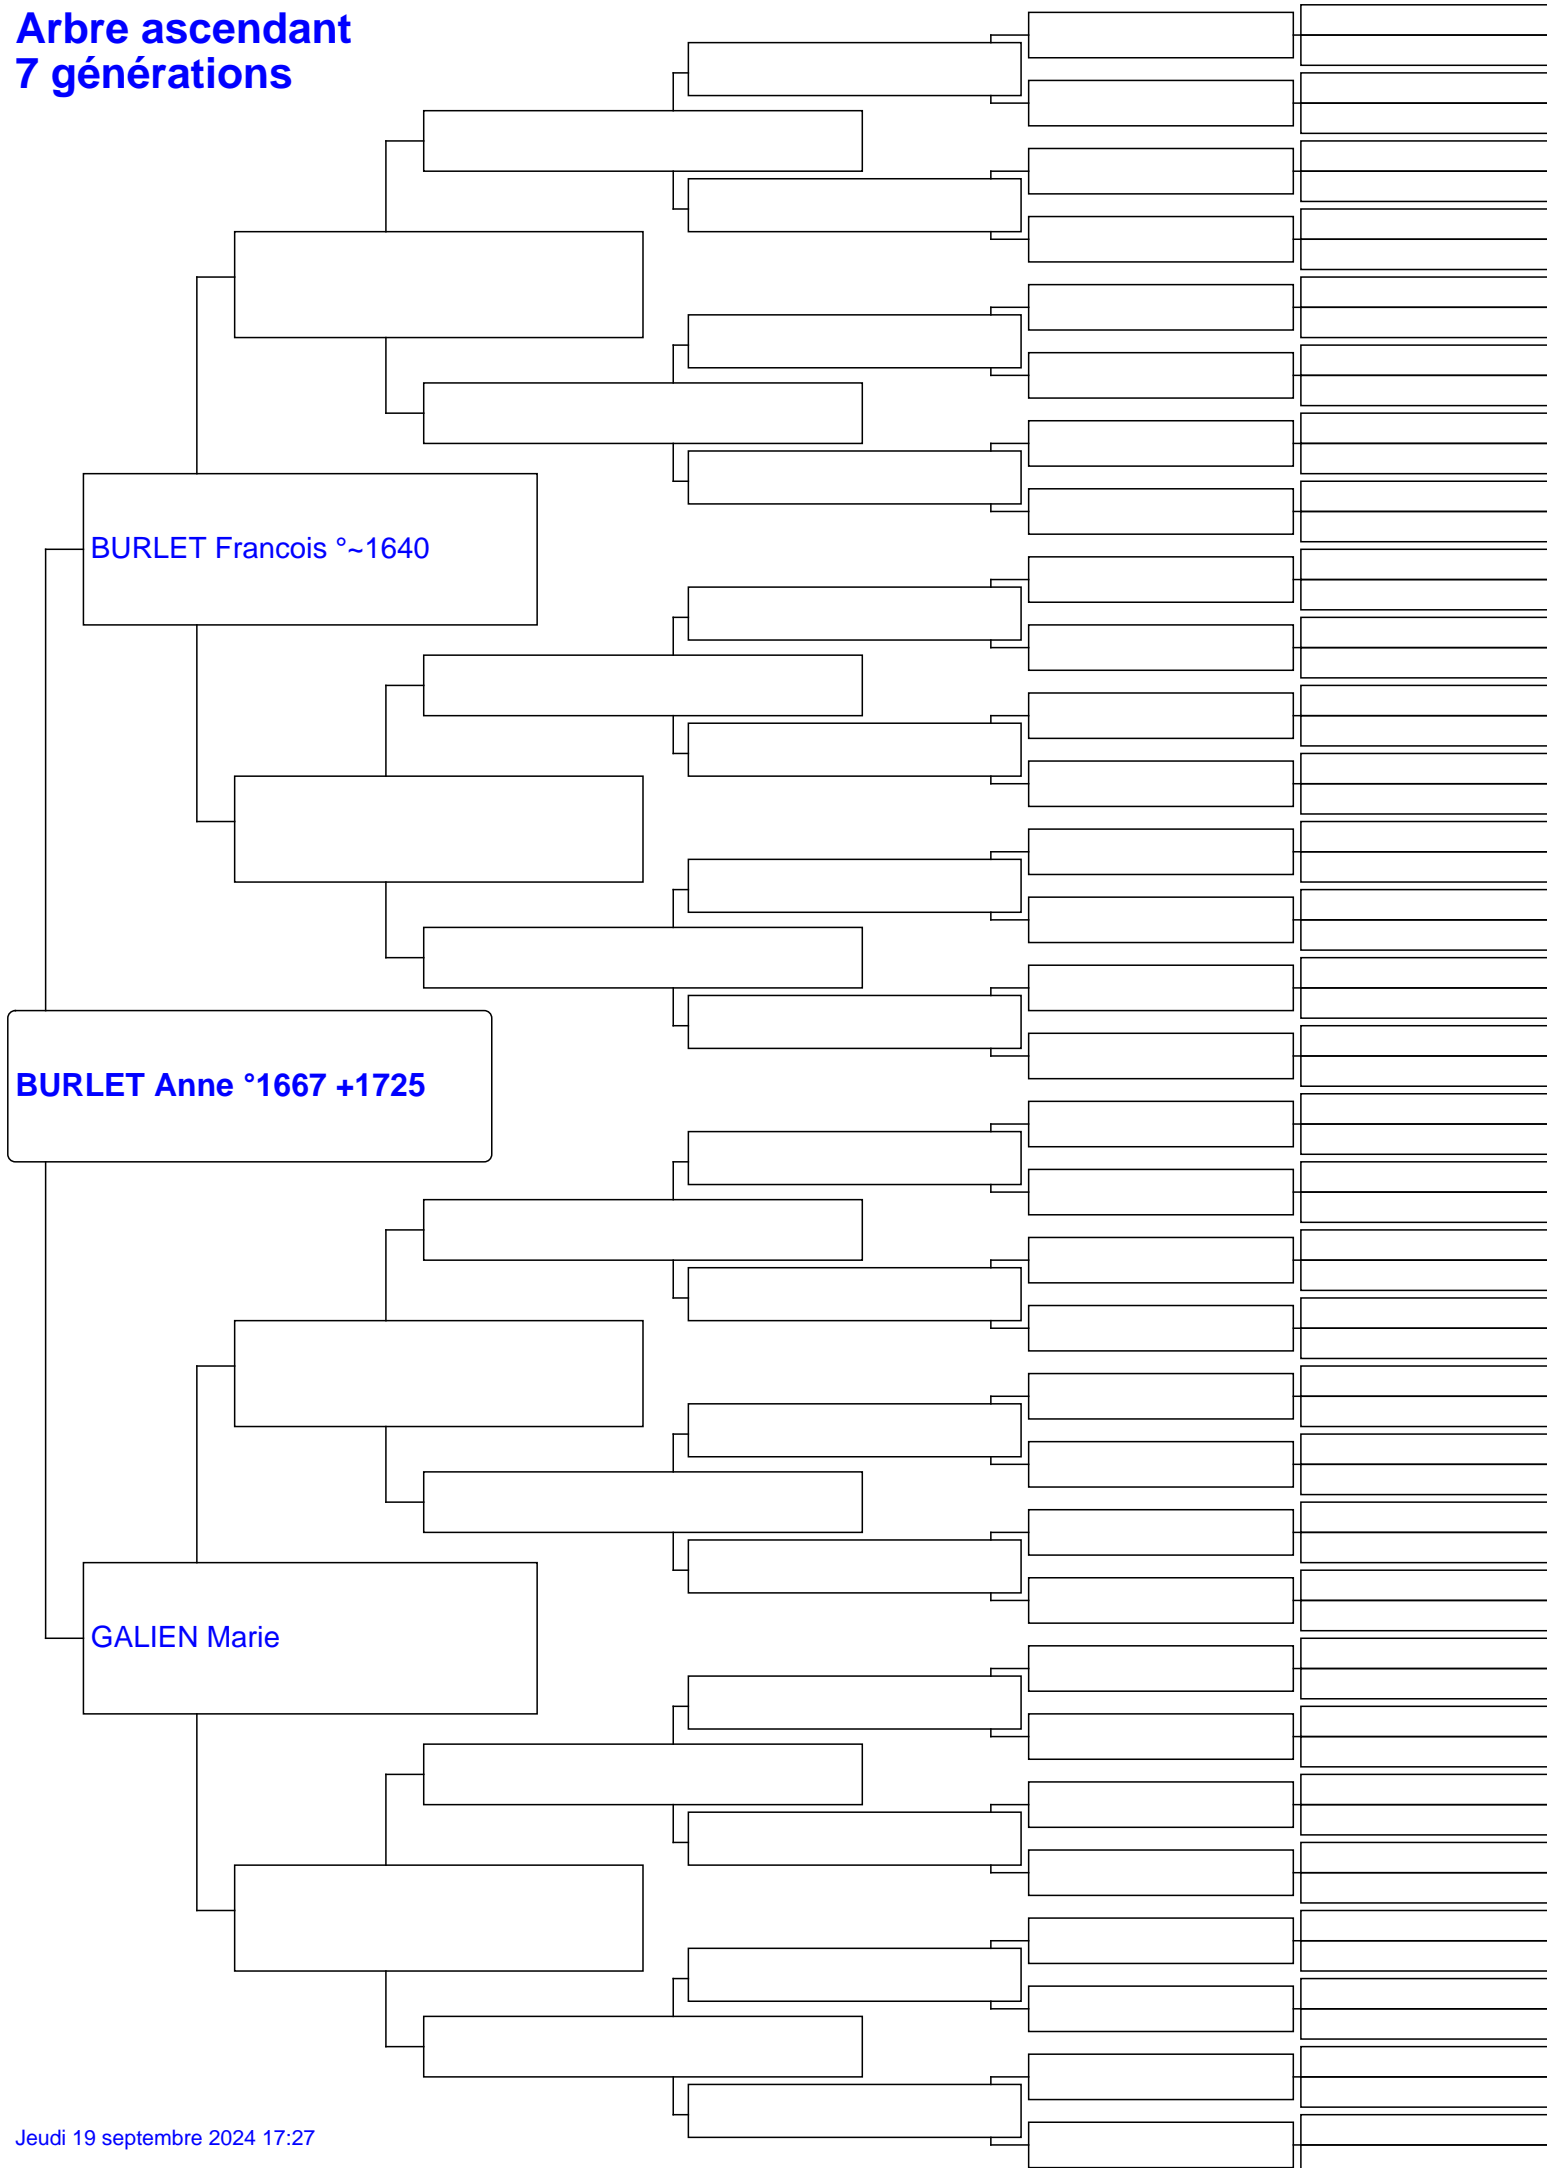 Arbre ascendant
7 générations
BURLET Francois °~1640
BURLET Anne °1667 +1725
GALIEN Marie
Jeudi 19 septembre 2024 17:27